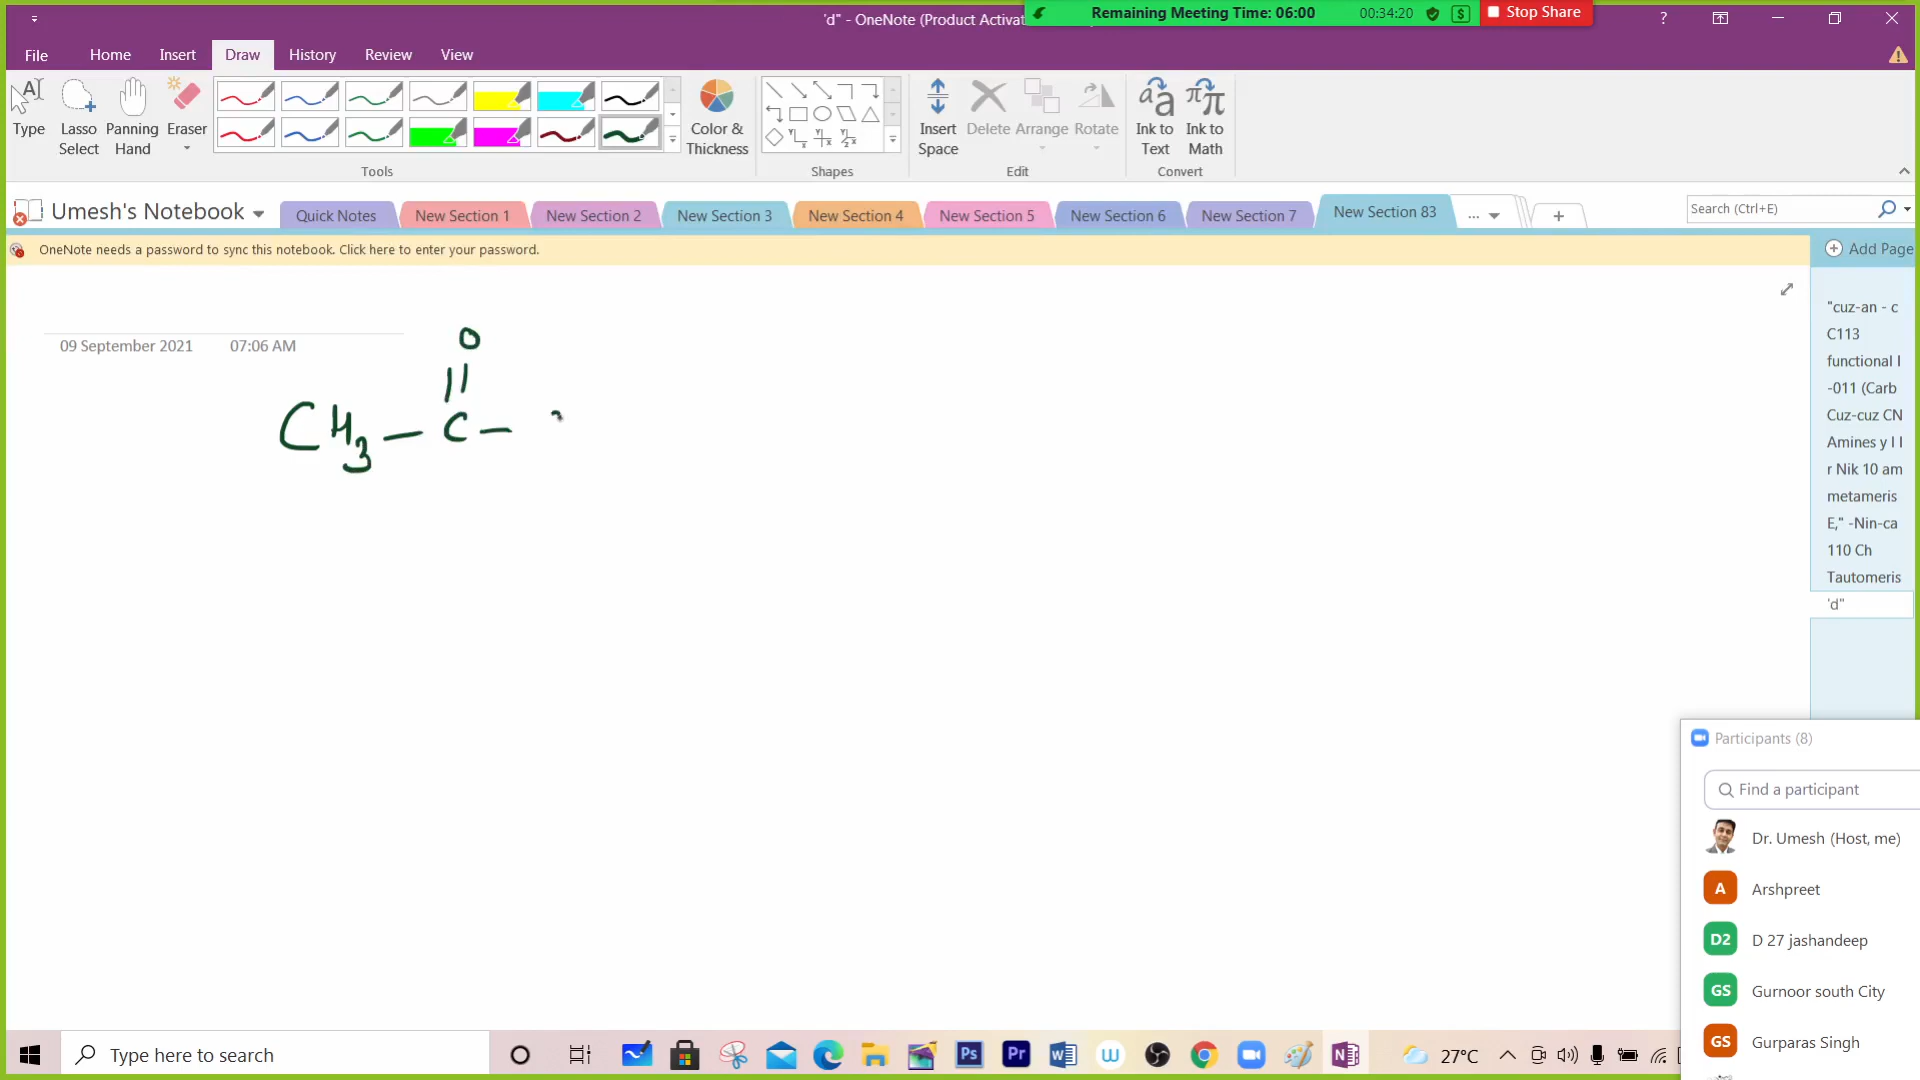 'd" - OneNote (Product Activat
Remaining Meeting Time: 06:00
00:34:20
Stop Share
File
Home
Insert
Draw
History
Review
View
Type
Lasso Select
Panning Hand
Eraser
Color & Thickness
Insert Space
Delete
Arrange
Rotate
Ink to Text
Ink to Math
Tools
Shapes
Edit
Convert
Umesh's Notebook
Quick Notes
New Section 1
New Section 2
New Section 3
New Section 4
New Section 5
New Section 6
New Section 7
New Section 83
...
Search (Ctrl+E)
OneNote needs a password to sync this notebook. Click here to enter your password.
Add Page
09 September 2021
07:06 AM
O
||
CH3 – C –
"cuz-an - c
C113
functional I
-011 (Carb
Cuz-cuz CN
Amines y I I
r Nik 10 am
metameris
E," -Nin-ca
110 Ch
Tautomeris
'd"
Participants (8)
Find a participant
Dr. Umesh (Host, me)
A Arshpreet
D2 D 27 jashandeep
GS Gurnoor south City
GS Gurparas Singh
Type here to search
Ps
Pr
27°C